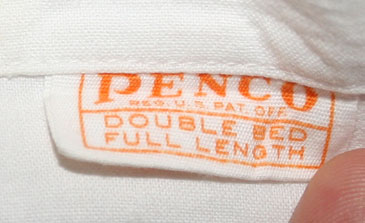 PENCO
REG. U.S. PAT. OFF.
DOUBLE BED
FULL LENGTH